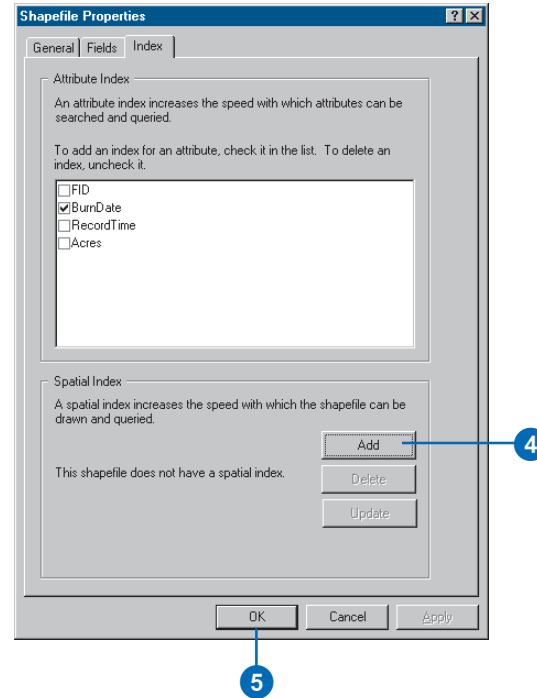 Shapefile Properties
General Fields Index
Attribute Index
An attribute index increases the speed with which attributes can be
searched and queried.
To add an index for an attribute, check it in the list. To delete an
index, uncheck it.
FID
BurnDate
RecordTime
Acres
Spatial Index
A spatial index increases the speed with which the shapefile can be
drawn and queried.
Add
4
This shapefile does not have a spatial index.
Delete
Update
OK Cancel Apply
5